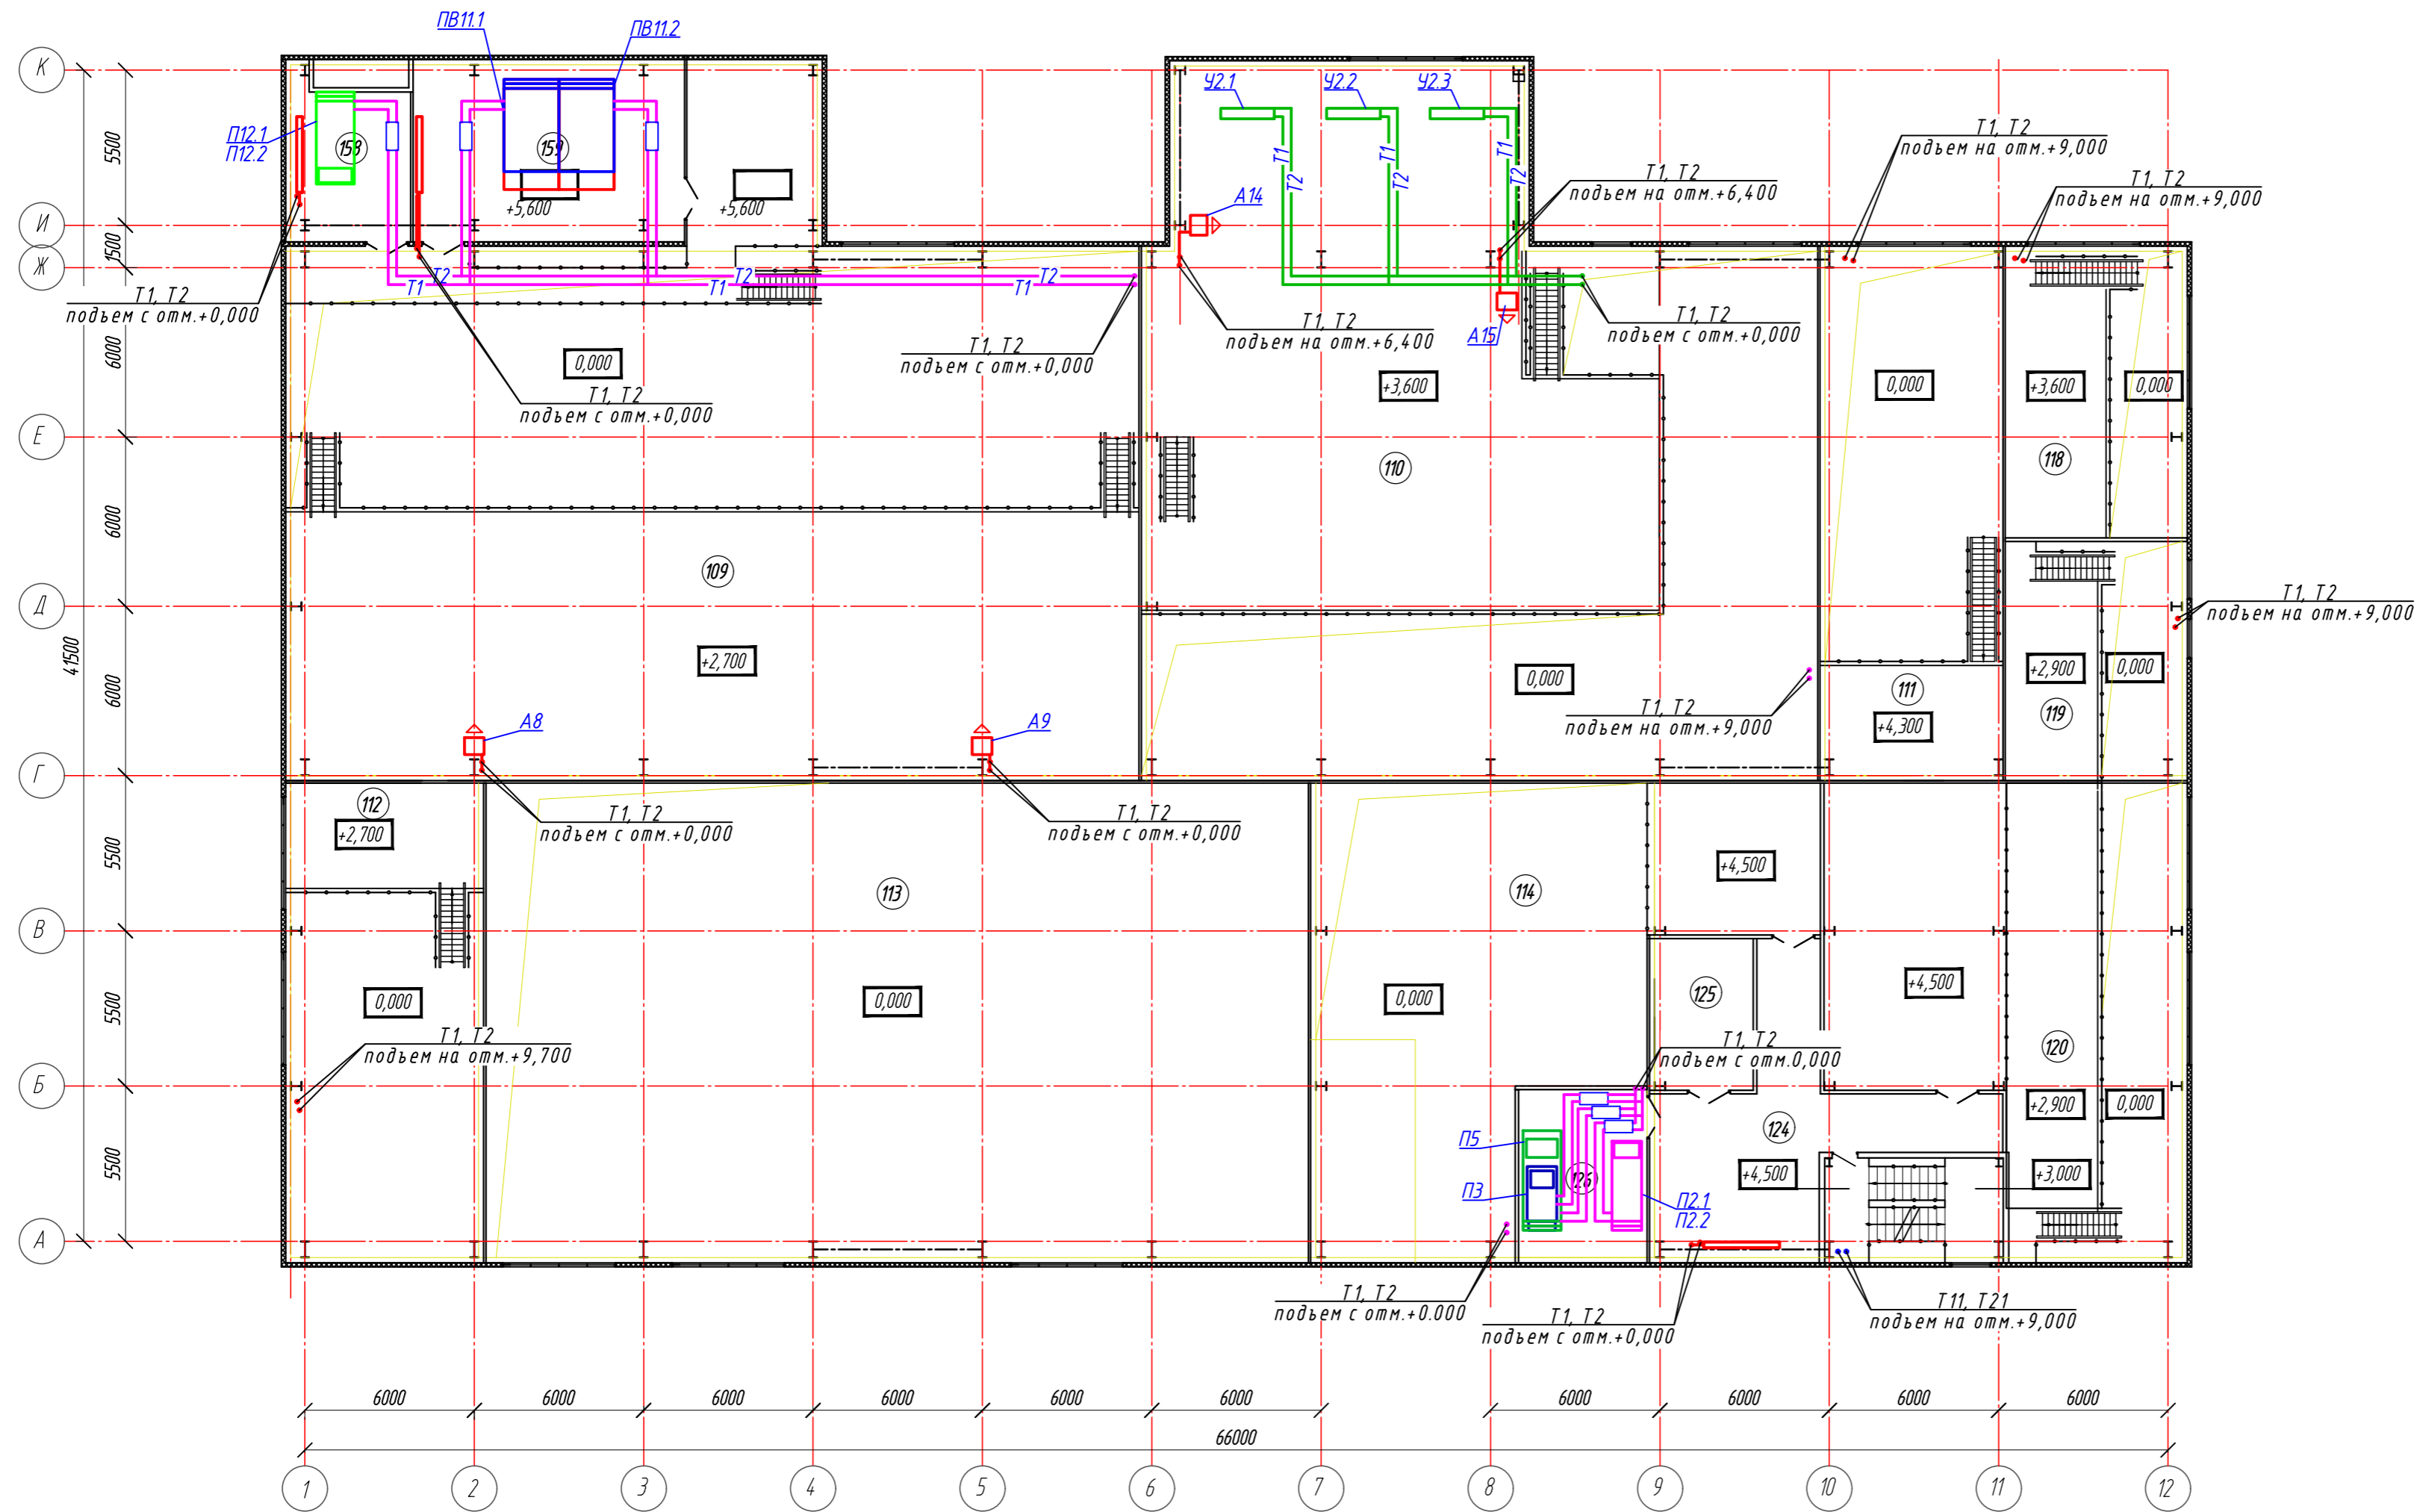 ПВ11.1
ПВ11.2
К
У2.1
У2.2
У2.3
П12.1
П12.2
158
159
5500
Т1
Т2
Т1
Т2
Т1
Т2
Т1, Т2
подъем на отм.+9,000
Т1, Т2
подъем на отм.+6,400
Т1, Т2
подъем на отм.+9,000
А14
+5,600
+5,600
И
1500
Ж
Т2
Т2
Т2
Т1
Т1
Т1
Т1, Т2
подъем с отм.+0,000
Т1, Т2
подъем на отм.+6,400
А15
Т1, Т2
подъем с отм.+0,000
Т1, Т2
подъем с отм.+0,000
6000
0,000
+3,600
0,000
+3,600
0,000
Т1, Т2
подъем с отм.+0,000
Е
110
118
6000
109
Д
Т1, Т2
подъем на отм.+9,000
41500
+2,700
0,000
+2,900
0,000
6000
111
119
Т1, Т2
подъем на отм.+9,000
+4,300
А8
А9
Г
112
+2,700
Т1, Т2
подъем с отм.+0,000
Т1, Т2
подъем с отм.+0,000
5500
+4,500
113
114
В
+4,500
125
0,000
0,000
0,000
5500
Т1, Т2
подъем на отм.+9,700
Т1, Т2
подъем с отм.0,000
120
Б
+2,900
0,000
124
П5
5500
126
+4,500
+3,000
П3
П2.1
П2.2
А
Т1, Т2
подъем с отм.+0.000
Т1, Т2
подъем с отм.+0,000
Т11, Т21
подъем на отм.+9,000
6000
6000
6000
6000
6000
6000
6000
6000
6000
6000
66000
1
2
3
4
5
6
7
8
9
10
11
12